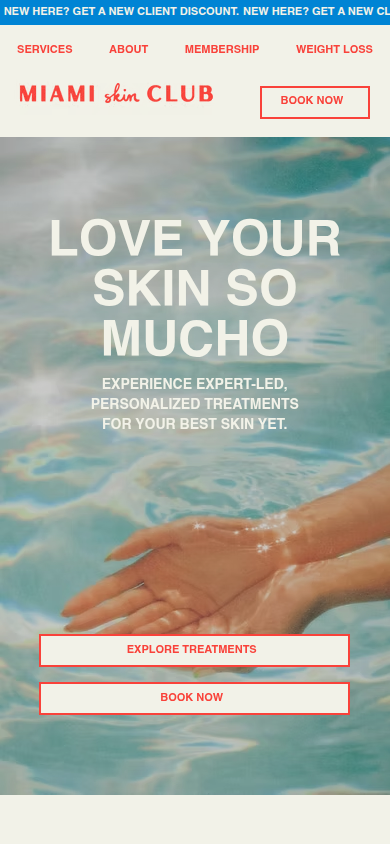 NEW HERE? GET A NEW CLIENT DISCOUNT. NEW HERE? GET A NEW CL
SERVICES ABOUT MEMBERSHIP WEIGHT LOSS
MIAMI skin CLUB
BOOK NOW
LOVE YOUR
SKIN SO
MUCHO
EXPERIENCE EXPERT-LED,
PERSONALIZED TREATMENTS
FOR YOUR BEST SKIN YET.
EXPLORE TREATMENTS
BOOK NOW